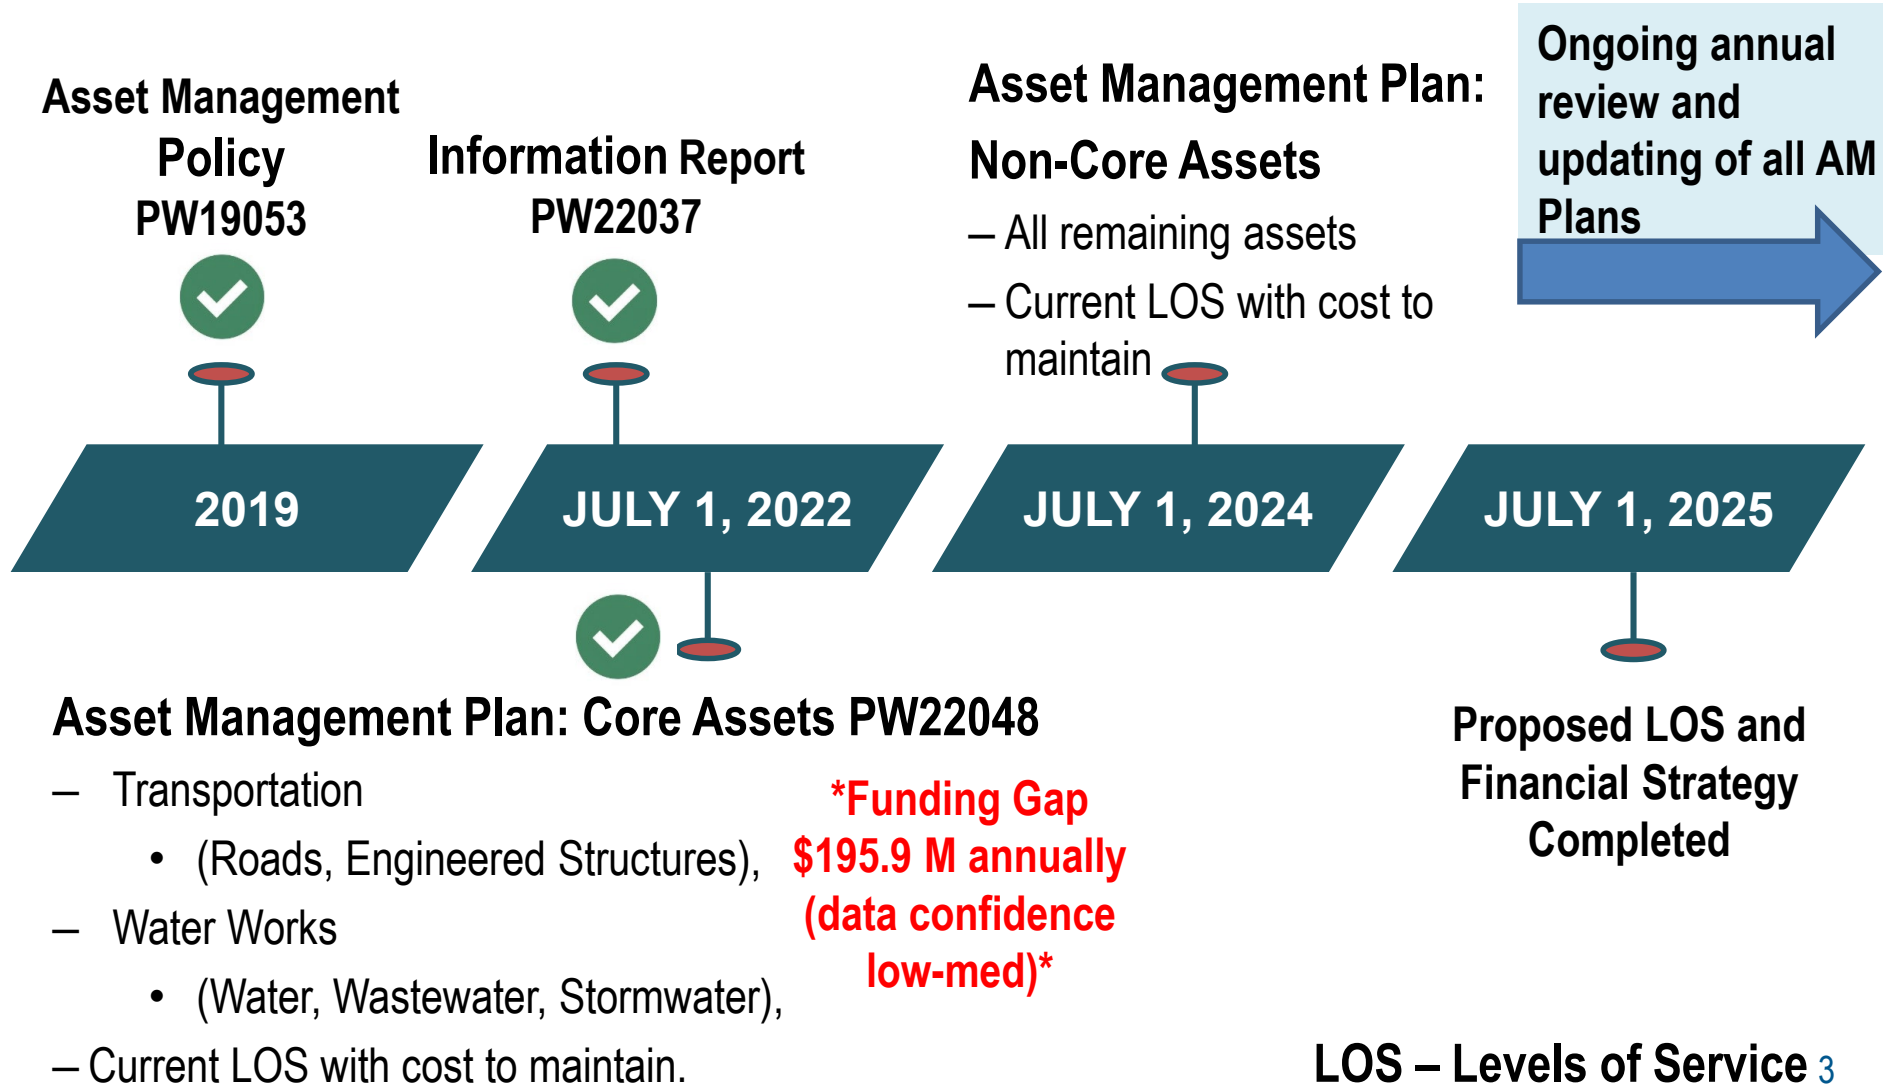 Asset Management
Policy
PW19053
Information Report
PW22037
Asset Management Plan:
Non-Core Assets
– All remaining assets
– Current LOS with cost to
maintain
Ongoing annual
review and
updating of all AM
Plans
2019
JULY 1, 2022
JULY 1, 2024
JULY 1, 2025
Asset Management Plan: Core Assets PW22048
– Transportation
• (Roads, Engineered Structures),
– Water Works
• (Water, Wastewater, Stormwater),
– Current LOS with cost to maintain.
*Funding Gap
$195.9 M annually
(data confidence
low-med)*
Proposed LOS and
Financial Strategy
Completed
LOS – Levels of Service 3